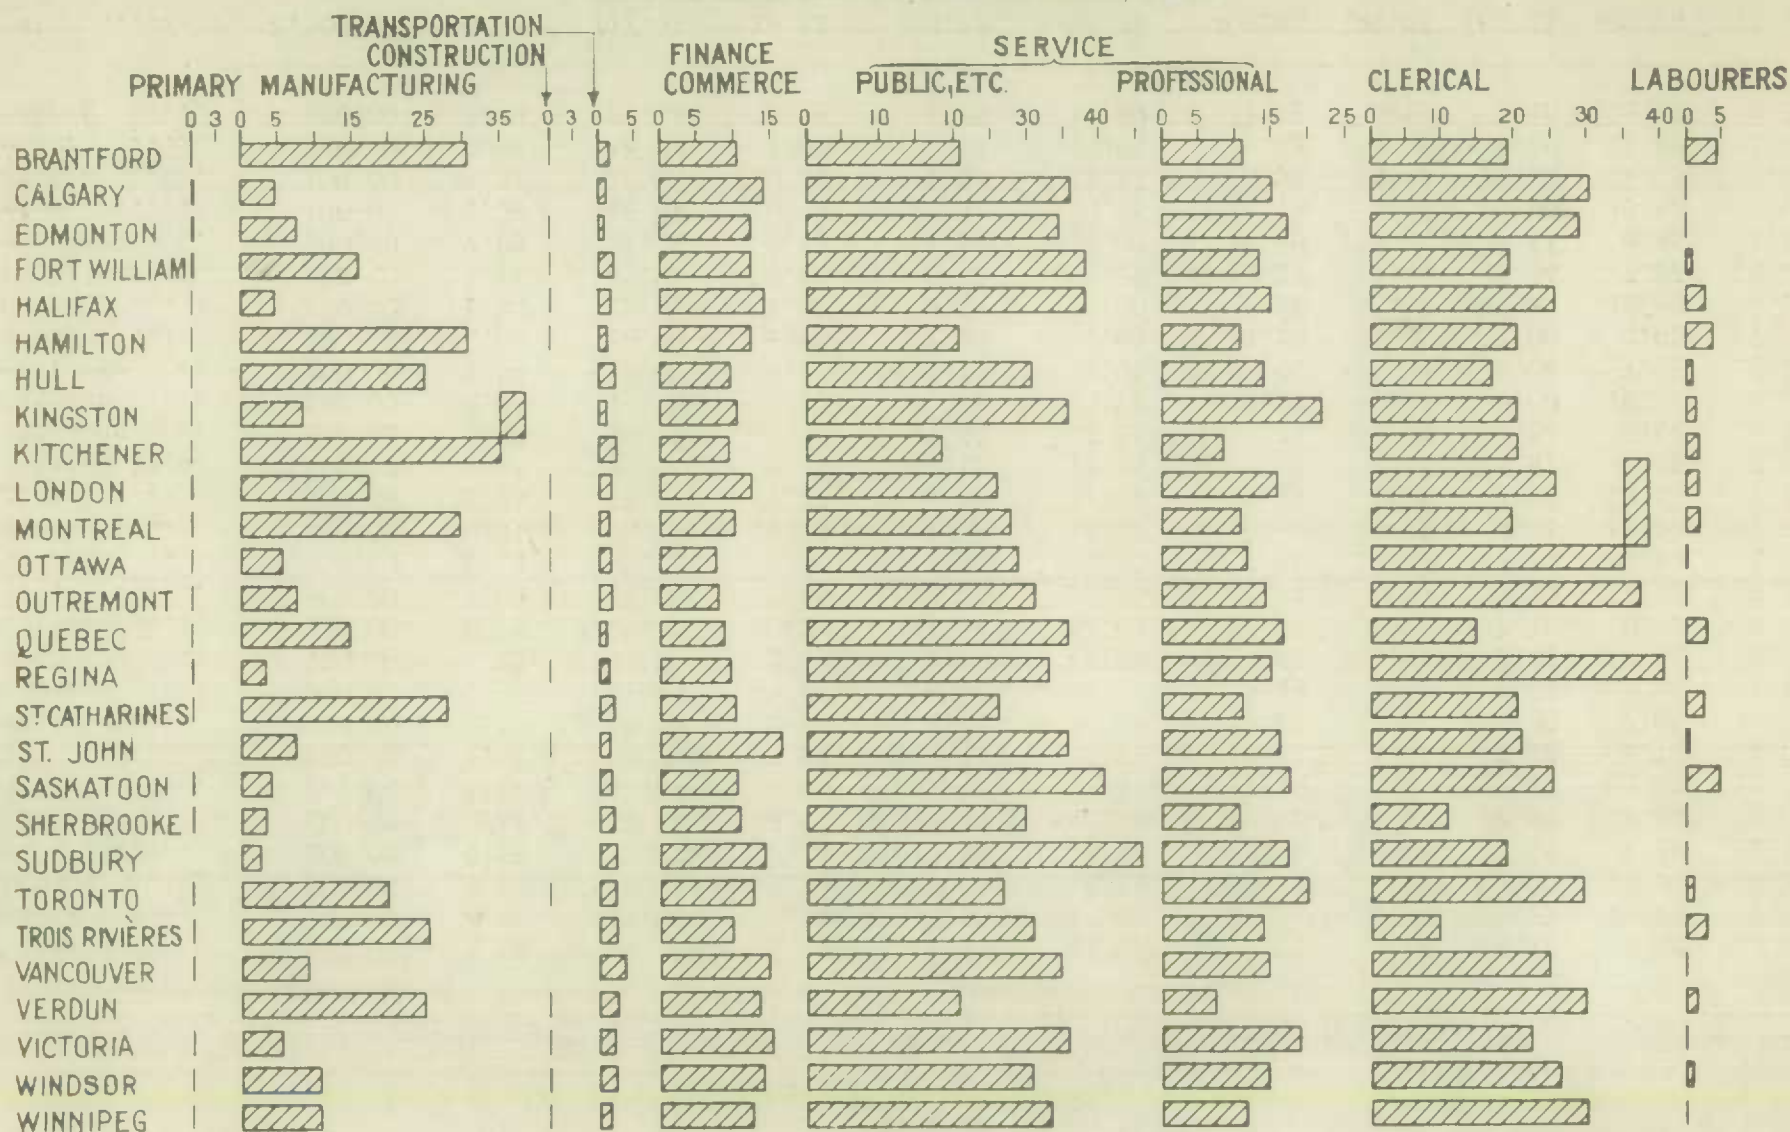 TRANSPORTATION
CONSTRUCTION
FINANCE
COMMERCE
SERVICE
PRIMARY MANUFACTURING
PUBLIC, ETC.
PROFESSIONAL
CLERICAL
LABOURERS
0 3 0 5 15 25 35 0 3 0 5 0 5 15 0 10 10 30 40 0 5 15 25 0 10 20 30 40 0 5
BRANTFORD
CALGARY
EDMONTON
FORT WILLIAM
HALIFAX
HAMILTON
HULL
KINGSTON
KITCHENER
LONDON
MONTREAL
OTTAWA
OUTREMONT
QUEBEC
REGINA
ST CATHARINES
ST. JOHN
SASKATOON
SHERBROOKE
SUDBURY
TORONTO
TROIS RIVIÈRES
VANCOUVER
VERDUN
VICTORIA
WINDSOR
WINNIPEG